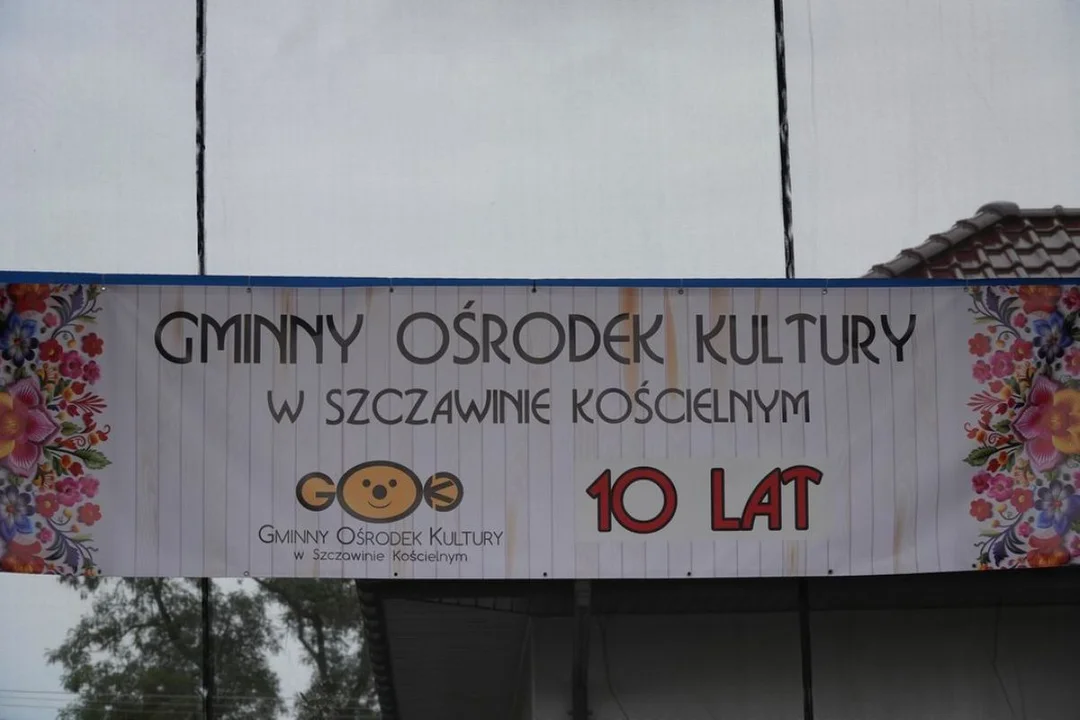 GMINNY OŚRODEK KULTURY
W SZCZAWINIE KOŚCIELNYM
GOK
GMINNY OŚRODEK KULTURY
W SZCZAWINIE KOŚCIELNYM
10 LAT